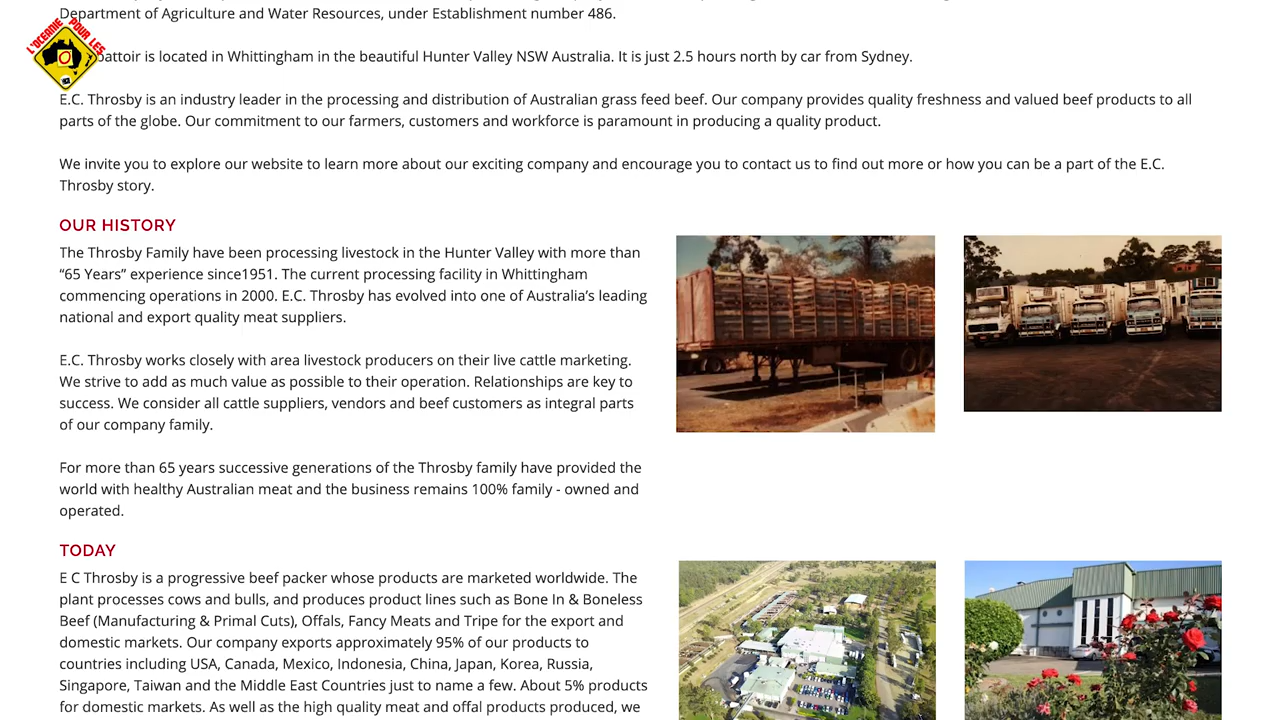 Department of Agriculture and Water Resources, under Establishment number 486.
L'OCEANIE POUR LES
battoir is located in Whittingham in the beautiful Hunter Valley NSW Australia. It is just 2.5 hours north by car from Sydney.
E.C. Throsby is an industry leader in the processing and distribution of Australian grass feed beef. Our company provides quality freshness and valued beef products to all
parts of the globe. Our commitment to our farmers, customers and workforce is paramount in producing a quality product.
We invite you to explore our website to learn more about our exciting company and encourage you to contact us to find out more or how you can be a part of the E.C.
Throsby story.
OUR HISTORY
The Throsby Family have been processing livestock in the Hunter Valley with more than
“65 Years” experience since1951. The current processing facility in Whittingham
commencing operations in 2000. E.C. Throsby has evolved into one of Australia’s leading
national and export quality meat suppliers.
E.C. Throsby works closely with area livestock producers on their live cattle marketing.
We strive to add as much value as possible to their operation. Relationships are key to
success. We consider all cattle suppliers, vendors and beef customers as integral parts
of our company family.
For more than 65 years successive generations of the Throsby family have provided the
world with healthy Australian meat and the business remains 100% family - owned and
operated.
TODAY
E C Throsby is a progressive beef packer whose products are marketed worldwide. The
plant processes cows and bulls, and produces product lines such as Bone In & Boneless
Beef (Manufacturing & Primal Cuts), Offals, Fancy Meats and Tripe for the export and
domestic markets. Our company exports approximately 95% of our products to
countries including USA, Canada, Mexico, Indonesia, China, Japan, Korea, Russia,
Singapore, Taiwan and the Middle East Countries just to name a few. About 5% products
for domestic markets. As well as the high quality meat and offal products produced, we